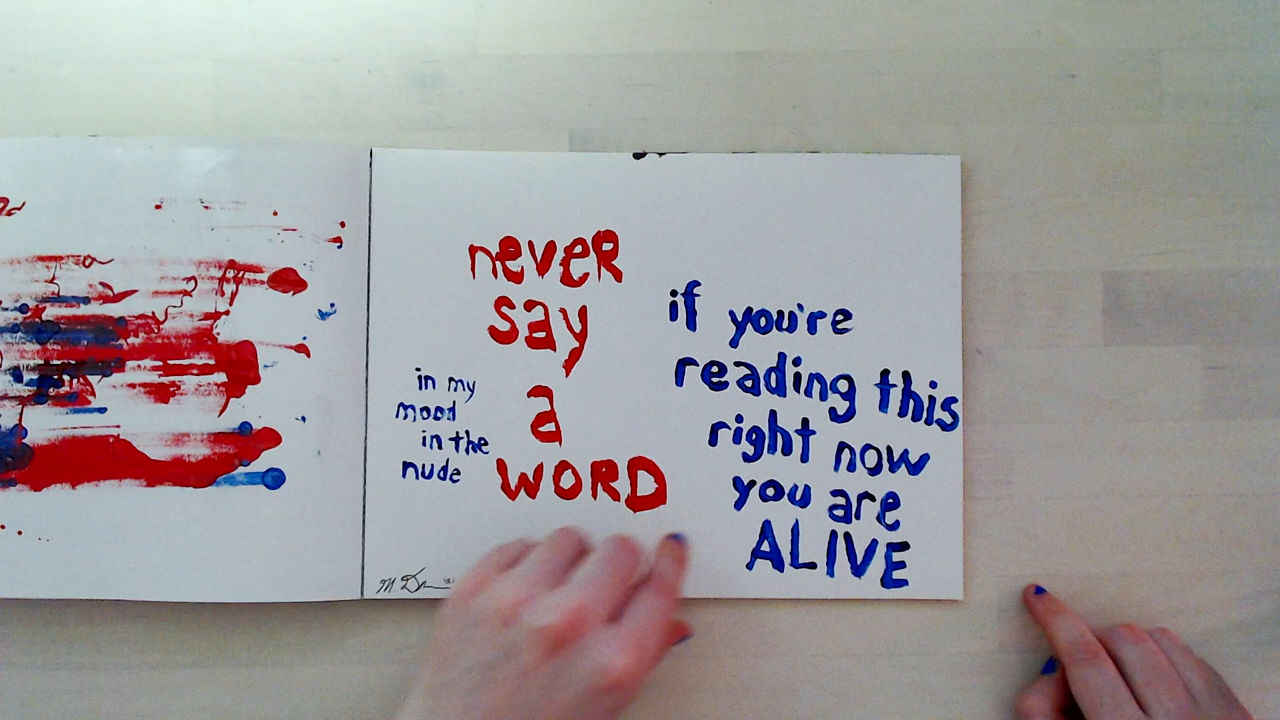 never
say
a
WORD
in my
mood
in the
nude
if you're
reading this
right now
you are
ALIVE